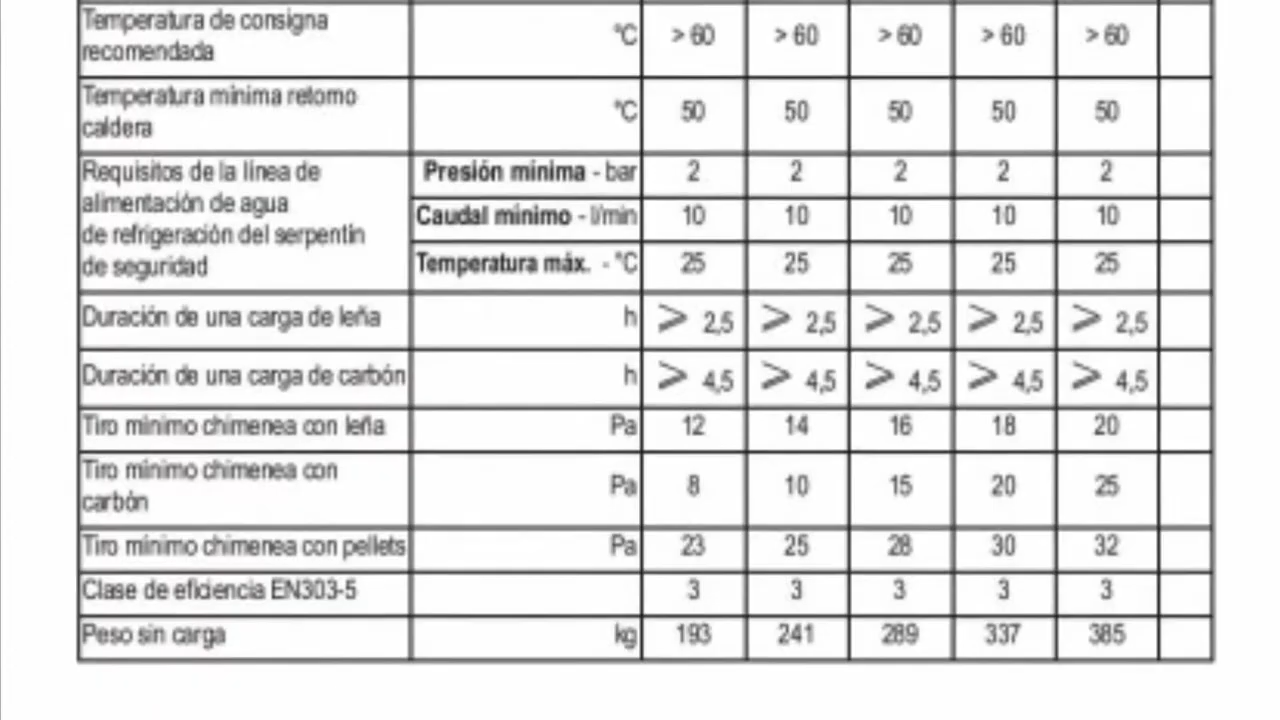 Temperatura de consigna
recomendada °C > 60 > 60 > 60 > 60 > 60
Temperatura mínima retorno
caldera °C 50 50 50 50 50
Requisitos de la línea de
alimentación de agua
de refrigeración del serpentín
de seguridad
Presión mínima - bar 2 2 2 2 2
Caudal mínimo - l/min 10 10 10 10 10
Temperatura máx. - °C 25 25 25 25 25
Duración de una carga de leña h > 2,5 > 2,5 > 2,5 > 2,5 > 2,5
Duración de una carga de carbón h > 4,5 > 4,5 > 4,5 > 4,5 > 4,5
Tiro mínimo chimenea con leña Pa 12 14 16 18 20
Tiro mínimo chimenea con
carbón Pa 8 10 15 20 25
Tiro mínimo chimenea con pellets Pa 23 25 28 30 32
Clase de eficiencia EN303-5 3 3 3 3 3
Peso sin carga kg 193 241 289 337 385